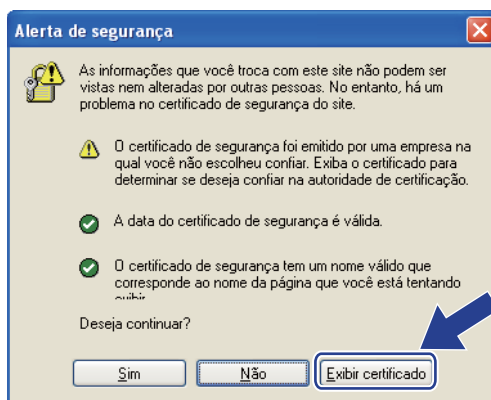 Alerta de segurança
As informações que você troca com este site não podem ser
vistas nem alteradas por outras pessoas. No entanto, há um
problema no certificado de segurança do site.
O certificado de segurança foi emitido por uma empresa na
qual você não escolheu confiar. Exiba o certificado para
determinar se deseja confiar na autoridade de certificação.
A data do certificado de segurança é válida.
O certificado de segurança tem um nome válido que
corresponde ao nome da página que você está tentando
Deseja continuar?
Sim
Não
Exibir certificado